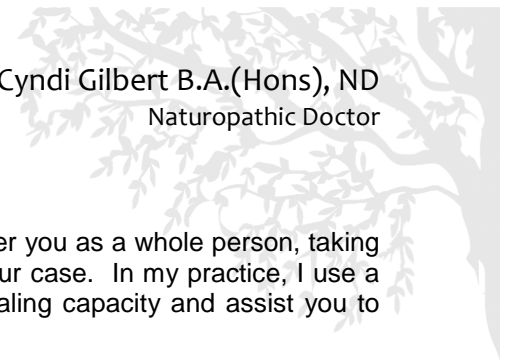 Cyndi Gilbert B.A.(Hons), ND
Naturopathic Doctor
er you as a whole person, taking
ur case. In my practice, I use a
aling capacity and assist you to